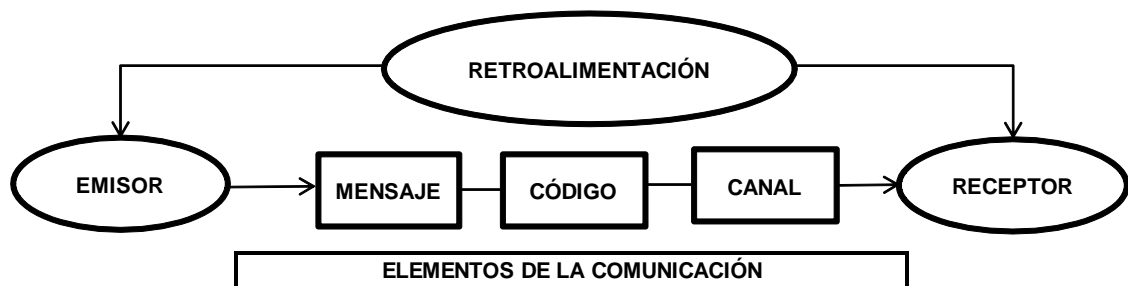 RETROALIMENTACIÓN
EMISOR
MENSAJE
CÓDIGO
CANAL
RECEPTOR
ELEMENTOS DE LA COMUNICACIÓN